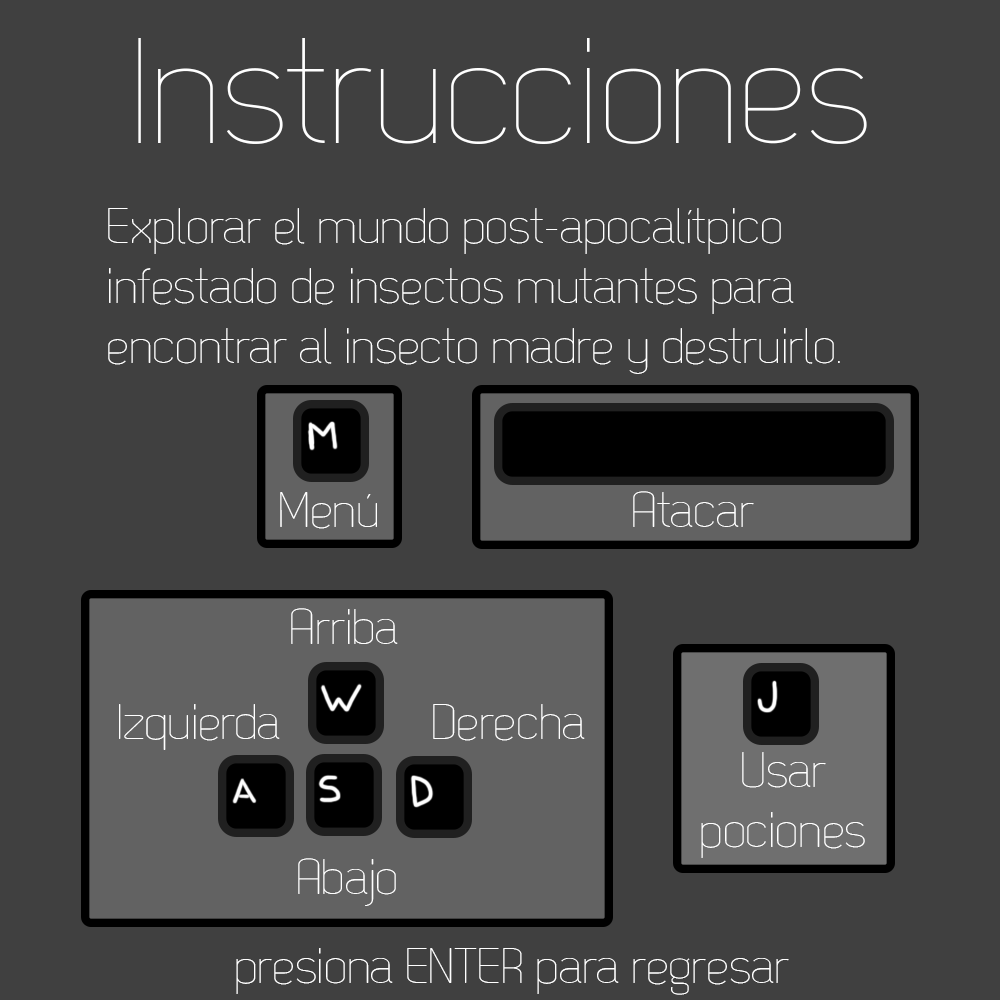 Instrucciones
Explorar el mundo post-apocalítpico
infestado de insectos mutantes para
encontrar al insecto madre y destruirlo.
M
Menú
Atacar
Arriba
W
Izquierda
Derecha
A S D
Abajo
J
Usar
pociones
presiona ENTER para regresar